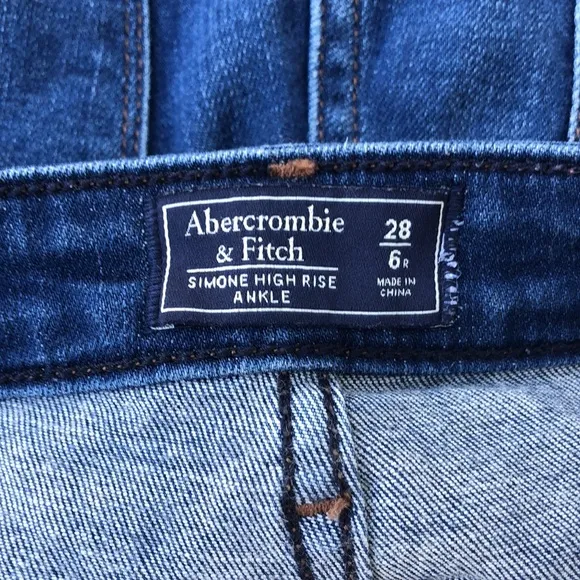 Abercrombie
& Fitch
SIMONE HIGH RISE
ANKLE
28
6R
MADE IN
CHINA